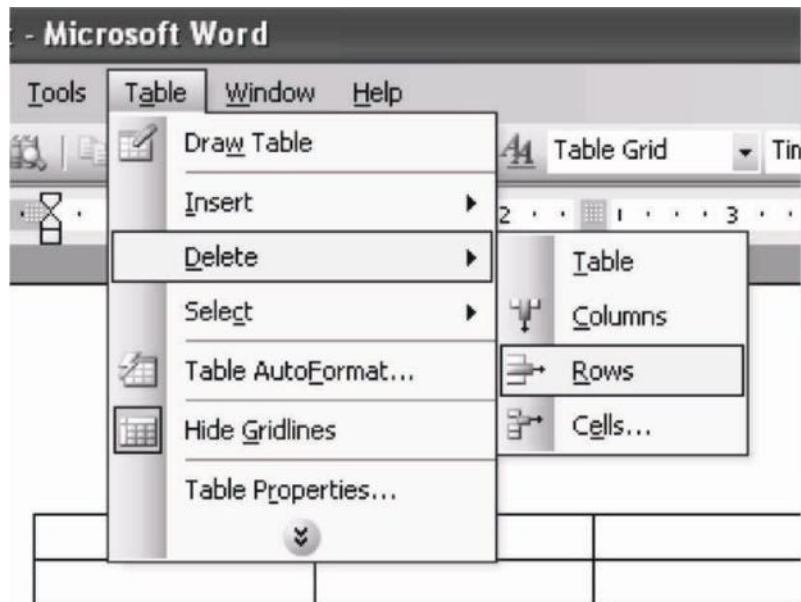 - Microsoft Word
Tools Table Window Help
Draw Table
Table Grid
Insert
2 3
Delete
Table
Select
Columns
Table AutoFormat...
Rows
Hide Gridlines
Cells...
Table Properties...